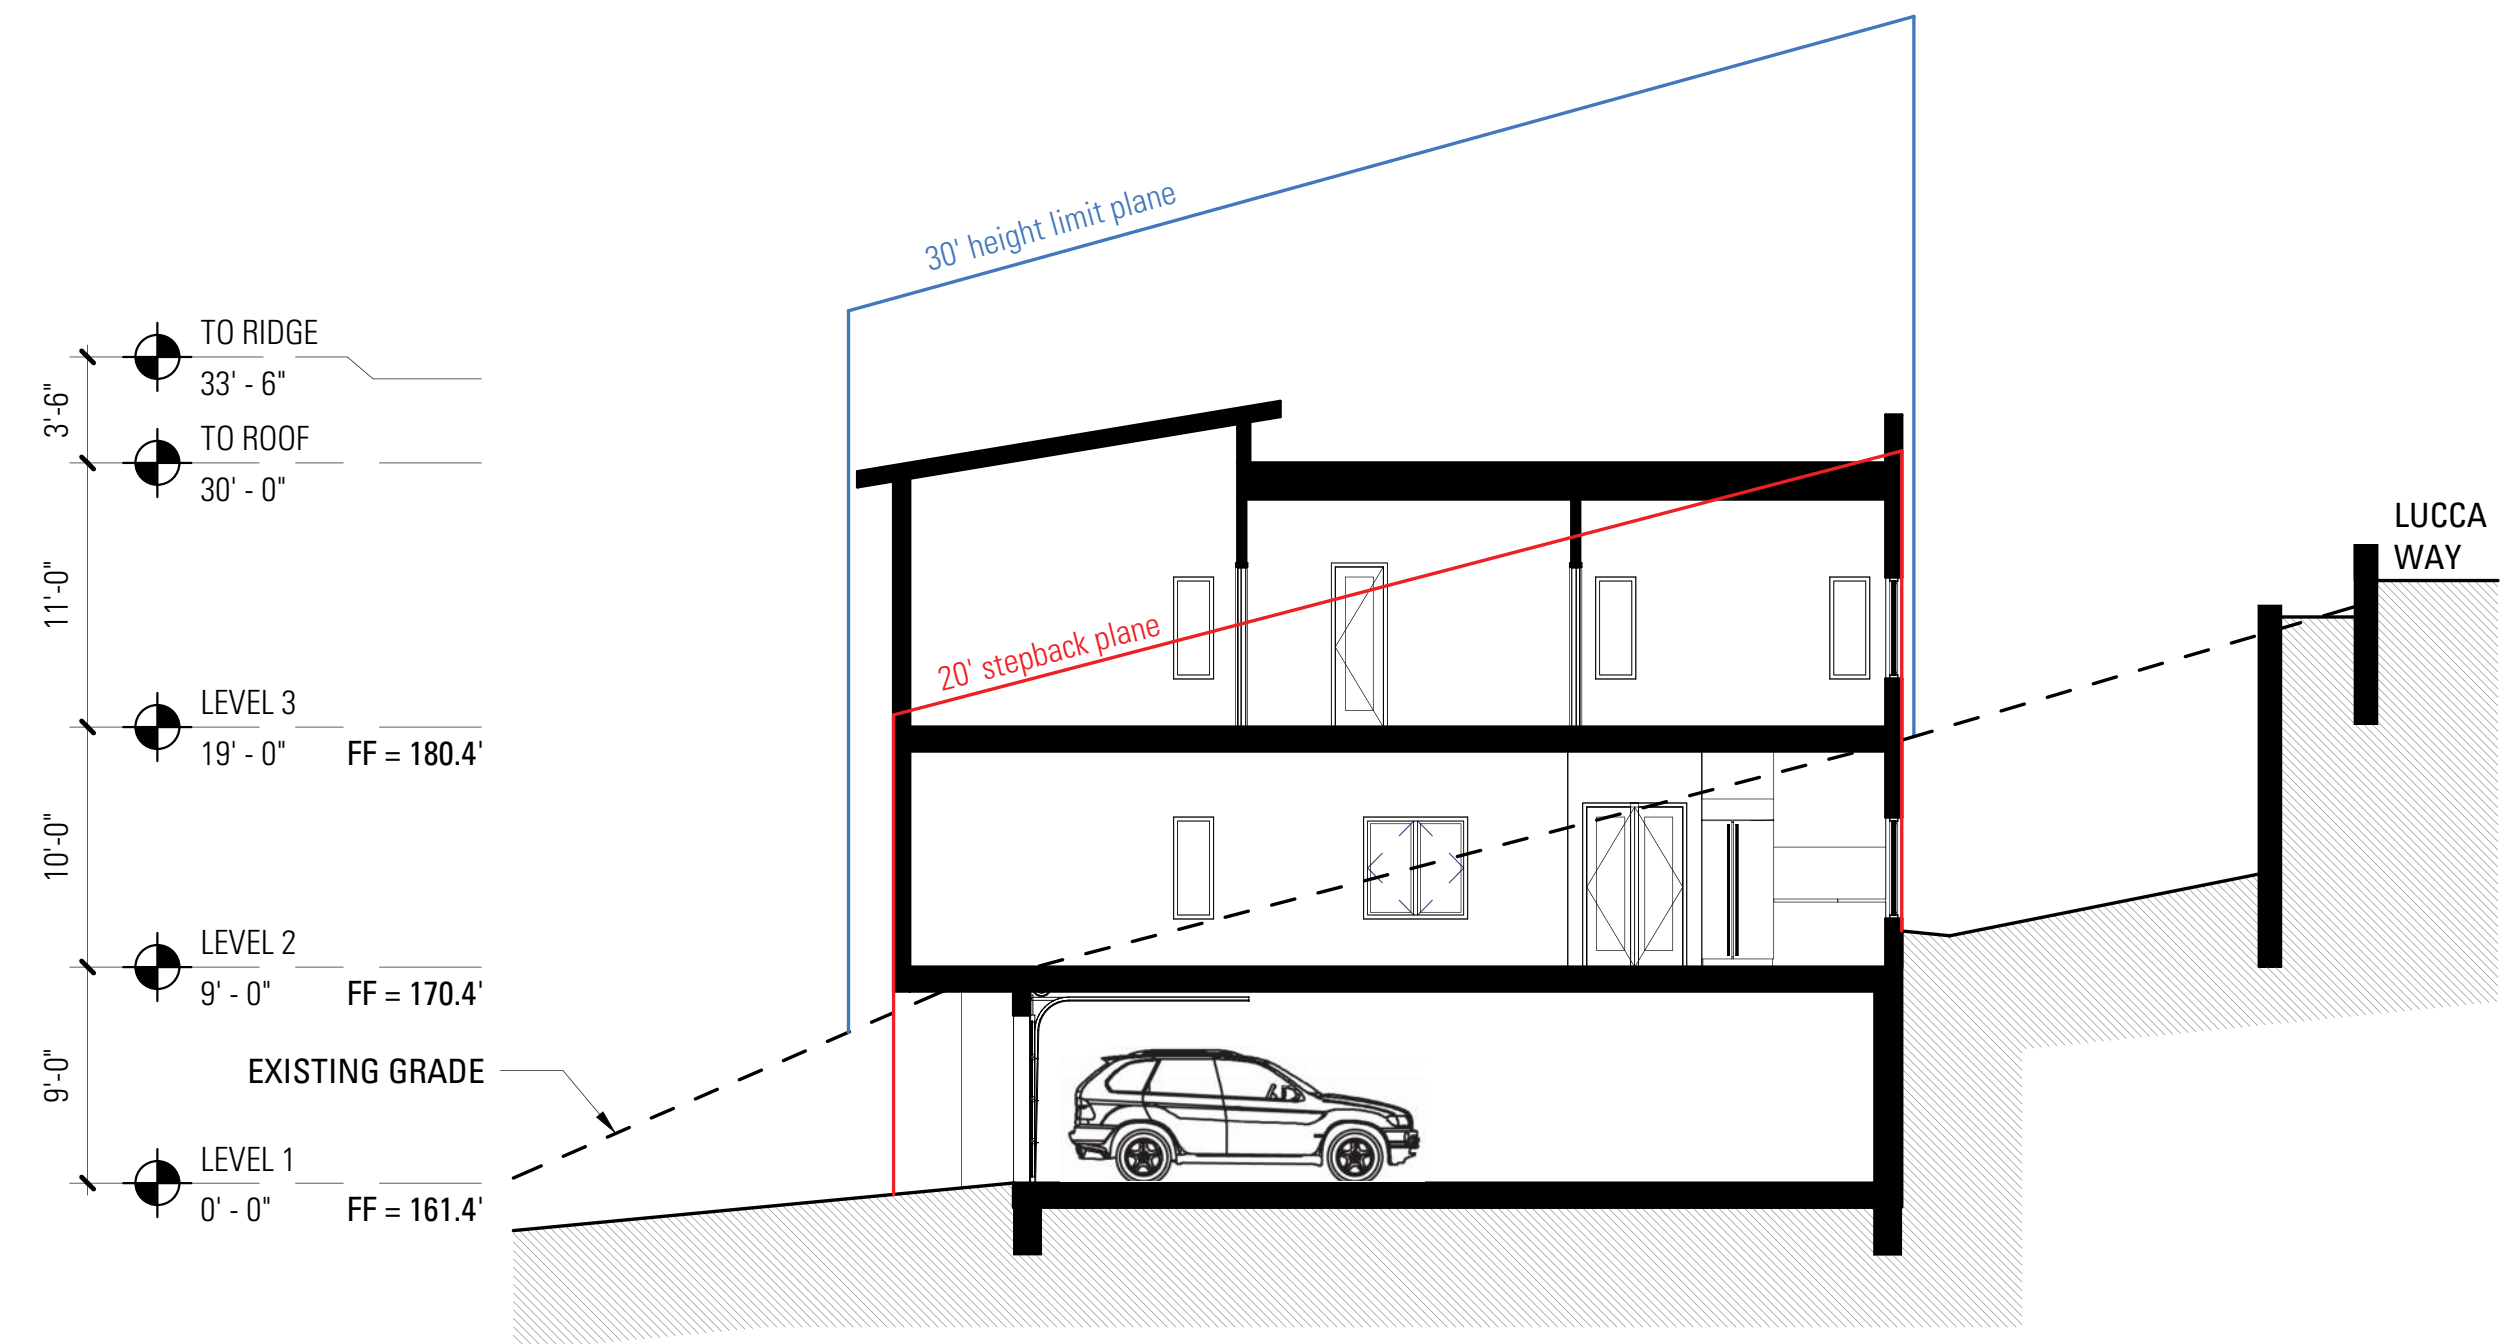 30' height limit plane
TO RIDGE
33' - 6"
3'-6"
TO ROOF
30' - 0"
11'-0"
LUCCA
WAY
20' stepback plane
LEVEL 3
19' - 0"
FF = 180.4'
10'-0"
LEVEL 2
9' - 0"
FF = 170.4'
9'-0"
EXISTING GRADE
LEVEL 1
0' - 0"
FF = 161.4'